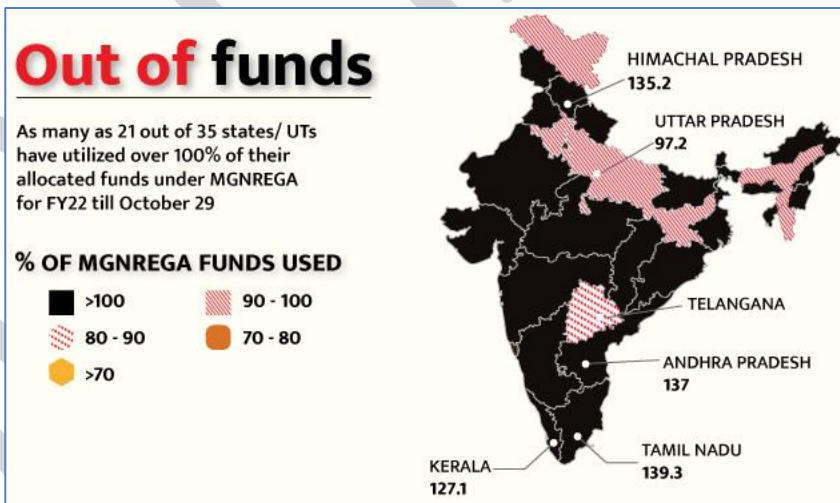 Out of funds
As many as 21 out of 35 states/ UTs
have utilized over 100% of their
allocated funds under MGNREGA
for FY22 till October 29
% OF MGNREGA FUNDS USED
>100
90 - 100
80 - 90
70 - 80
>70
HIMACHAL PRADESH
135.2
UTTAR PRADESH
97.2
TELANGANA
ANDHRA PRADESH
137
TAMIL NADU
139.3
KERALA
127.1